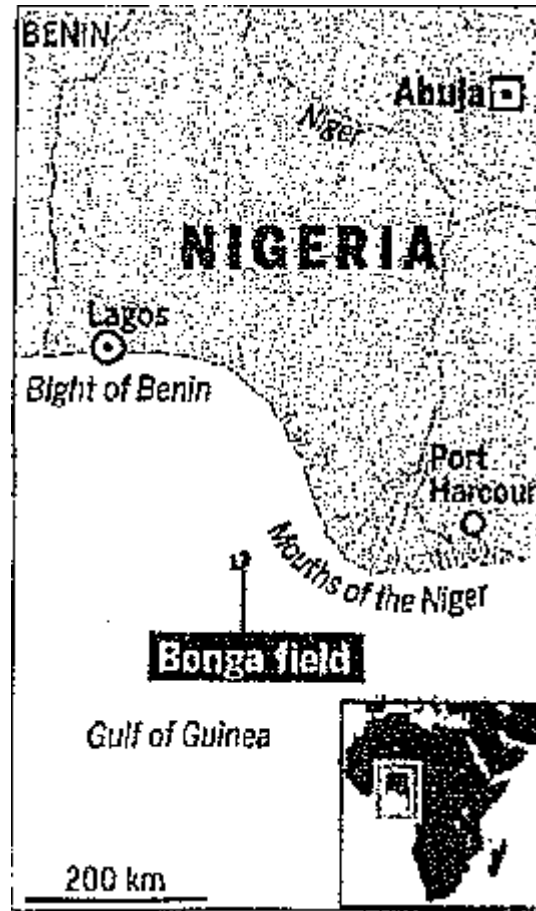 BENIN
Abuja
Niger
NIGERIA
Lagos
Bight of Benin
Port
Harcour
Mouths of the Niger
Bonga field
Gulf of Guinea
200 km